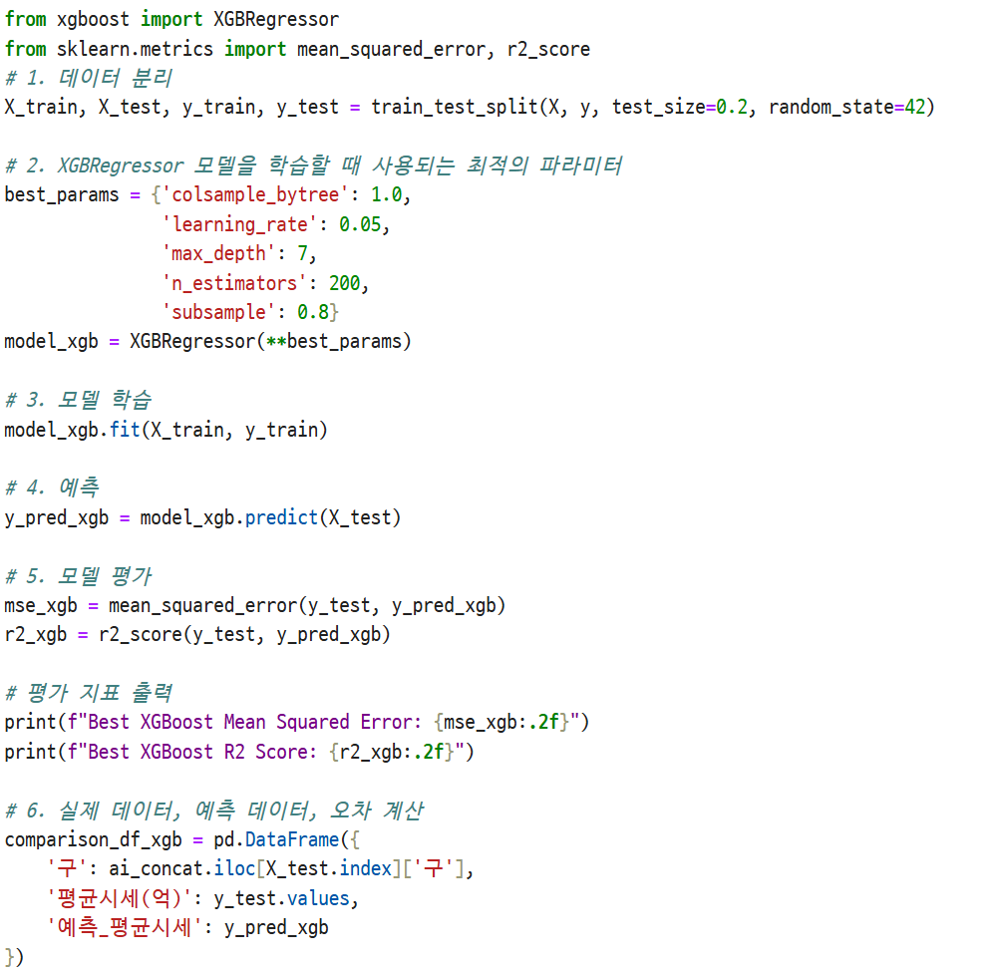 from xgboost import XGBRegressor
from sklearn.metrics import mean_squared_error, r2_score
# 1. 데이터 분리
X_train, X_test, y_train, y_test = train_test_split(X, y, test_size=0.2, random_state=42)
# 2. XGBRegressor 모델을 학습할 때 사용되는 최적의 파라미터
best_params = {'colsample_bytree': 1.0,
'learning_rate': 0.05,
'max_depth': 7,
'n_estimators': 200,
'subsample': 0.8}
model_xgb = XGBRegressor(**best_params)
# 3. 모델 학습
model_xgb.fit(X_train, y_train)
# 4. 예측
y_pred_xgb = model_xgb.predict(X_test)
# 5. 모델 평가
mse_xgb = mean_squared_error(y_test, y_pred_xgb)
r2_xgb = r2_score(y_test, y_pred_xgb)
# 평가 지표 출력
print(f"Best XGBoost Mean Squared Error: {mse_xgb:.2f}")
print(f"Best XGBoost R2 Score: {r2_xgb:.2f}")
# 6. 실제 데이터, 예측 데이터, 오차 계산
comparison_df_xgb = pd.DataFrame({
'구': ai_concat.iloc[X_test.index]['구'],
'평균시세(억)': y_test.values,
'예측_평균시세': y_pred_xgb
})